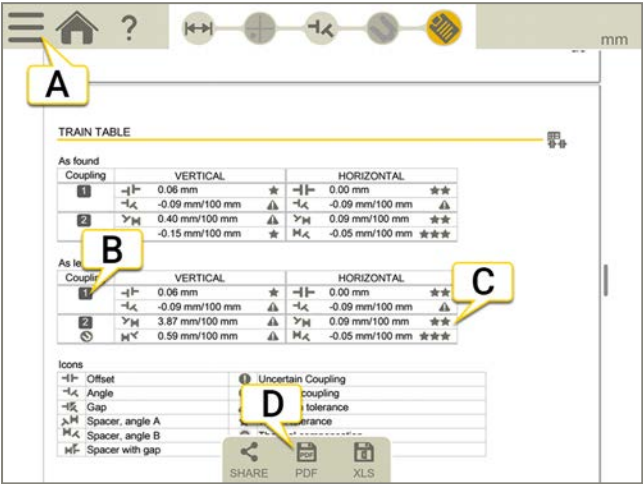 ?
mm
A
TRAIN TABLE
As found
Coupling VERTICAL HORIZONTAL
1 0.06 mm 0.00 mm
-0.09 mm/100 mm -0.09 mm/100 mm
2 0.40 mm/100 mm 0.09 mm/100 mm
-0.15 mm/100 mm -0.05 mm/100 mm
B
As le
Couplin VERTICAL HORIZONTAL
C
1 0.06 mm 0.00 mm
-0.09 mm/100 mm -0.09 mm/100 mm
2 3.87 mm/100 mm 0.09 mm/100 mm
0.59 mm/100 mm -0.05 mm/100 mm
Icons
Offset Uncertain Coupling
Angle coupling
Gap tolerance
D
Spacer, angle A erance
Spacer, angle B
Spacer with gap
SHARE PDF XLS